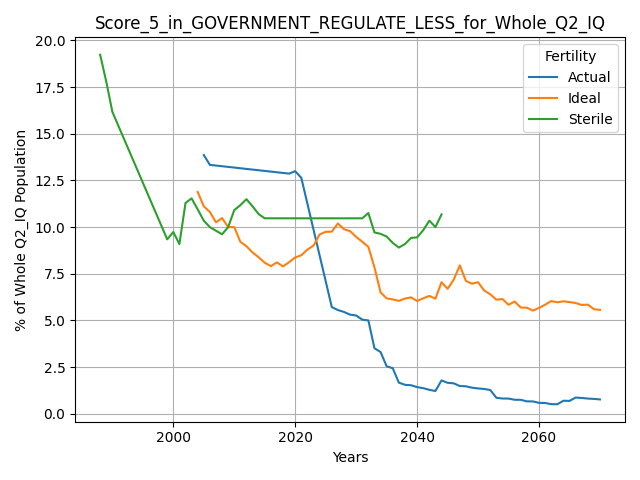 Score_5_in_GOVERNMENT_REGULATE_LESS_for_Whole_Q2_IQ
20.0
17.5
15.0
12.5
10.0
7.5
5.0
2.5
0.0
% of Whole Q2_IQ Population
Fertility
Actual
Ideal
Sterile
2000
2020
2040
2060
Years